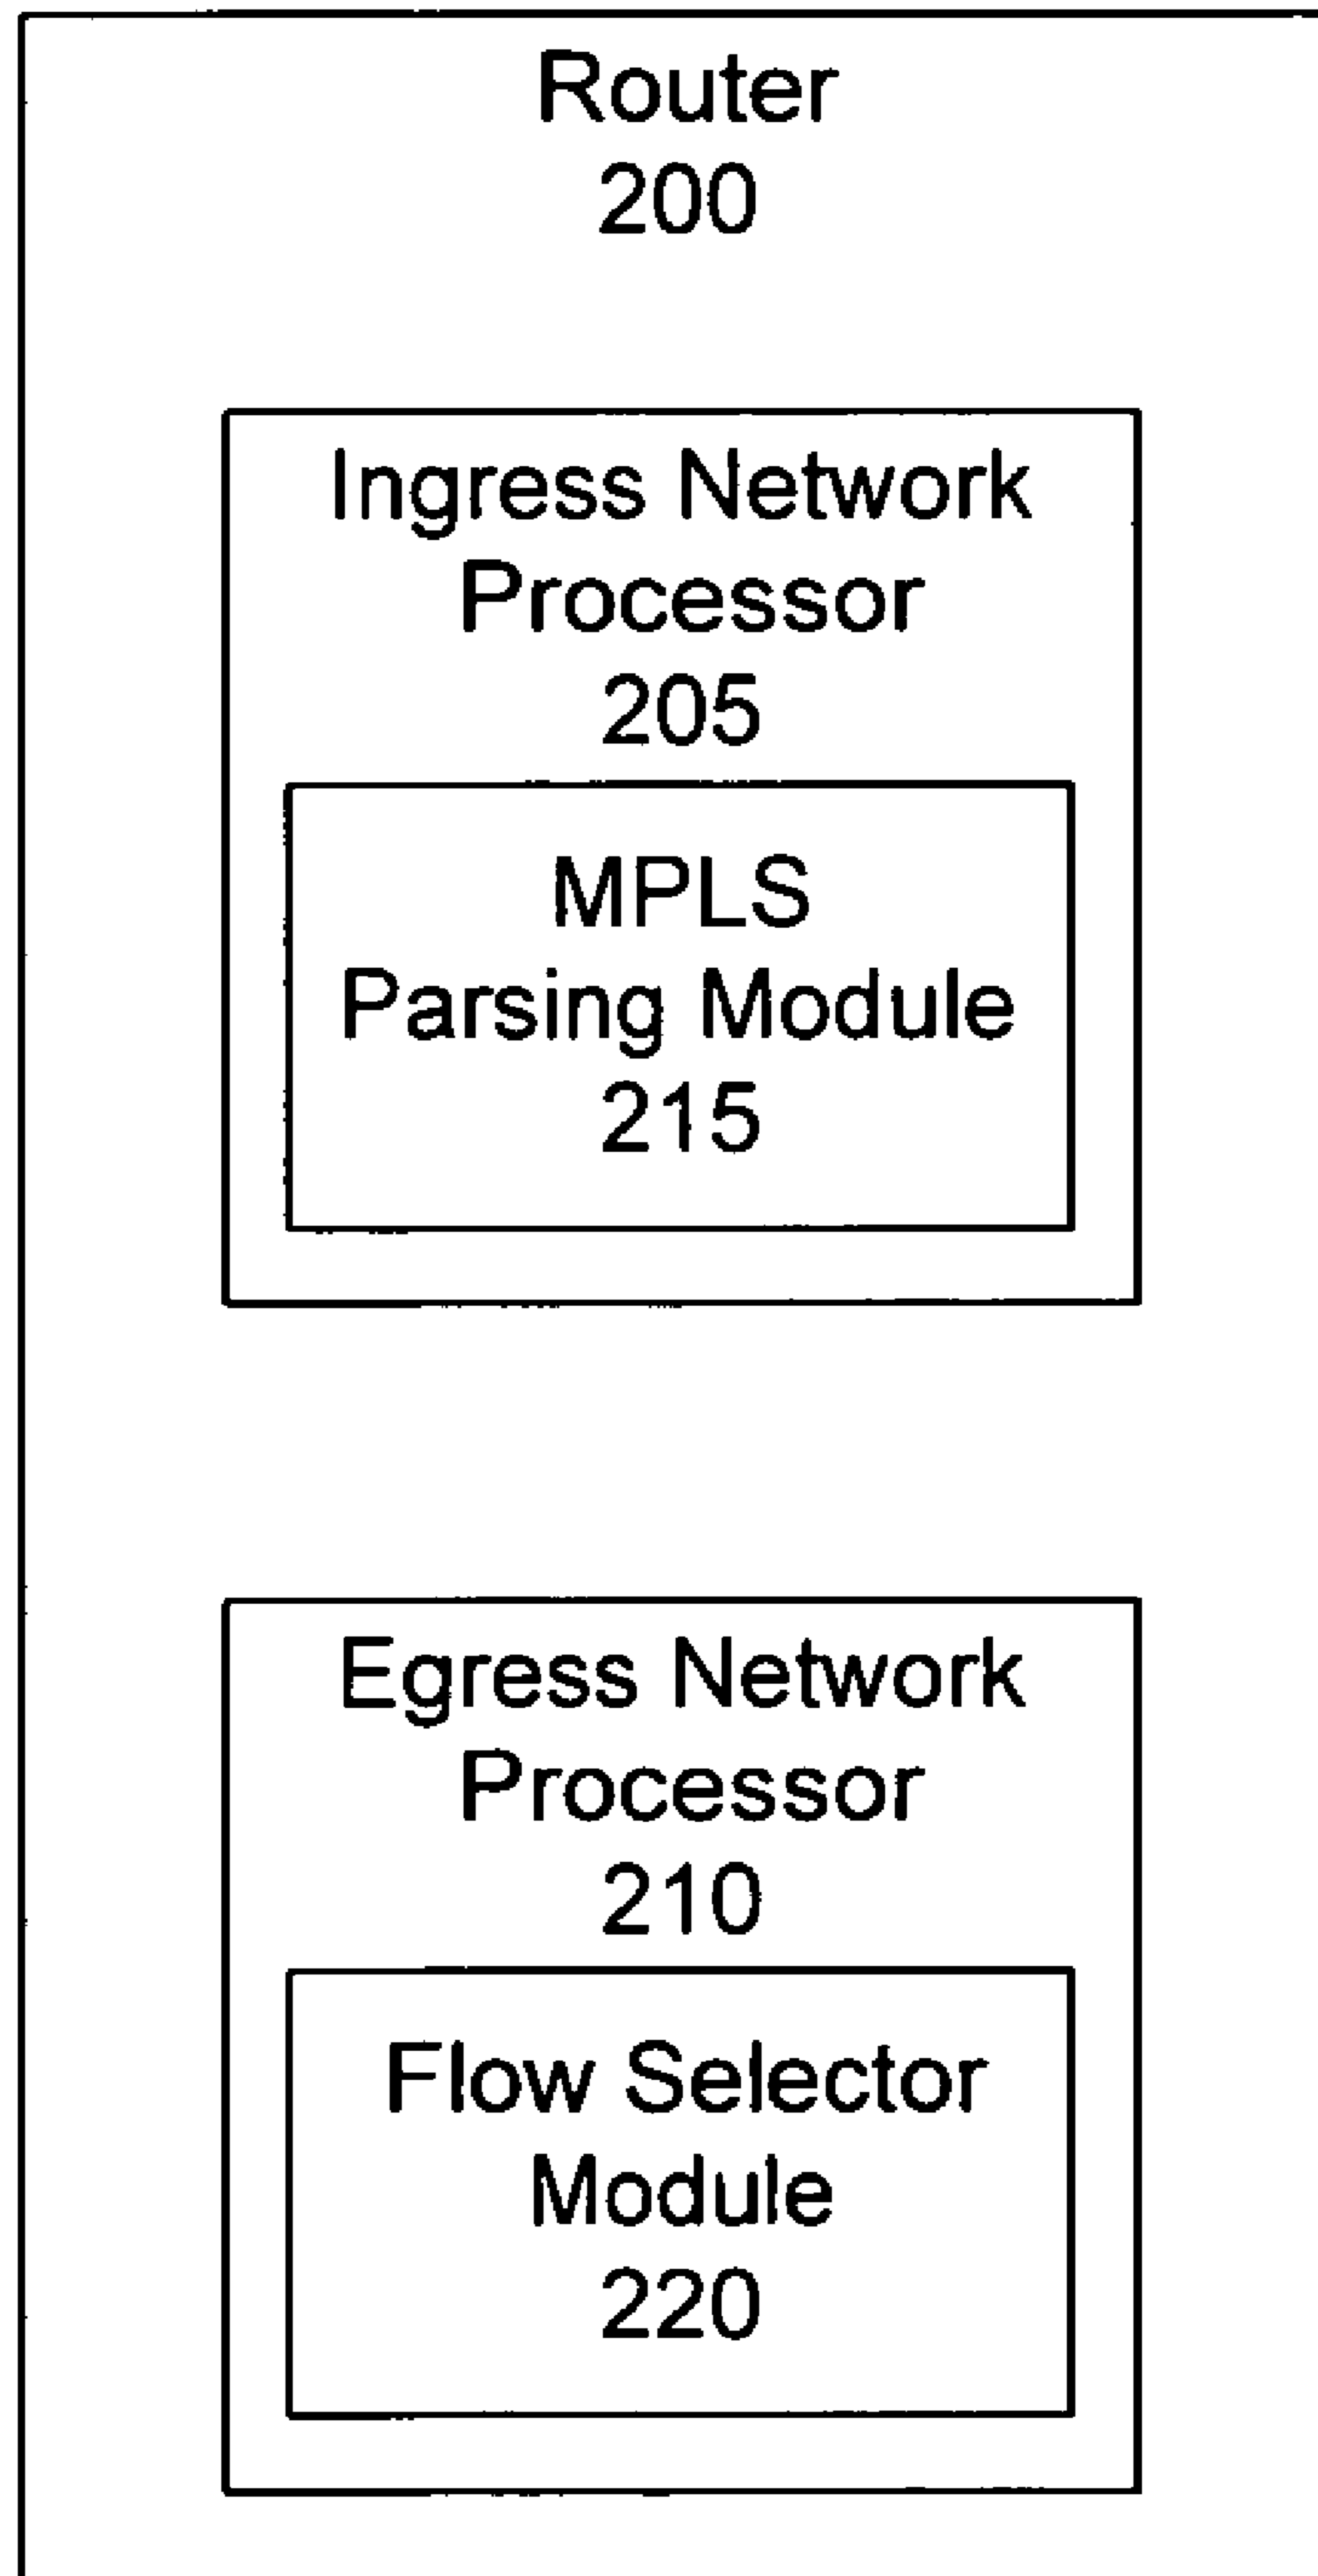 Router
200
Ingress Network
Processor
205
MPLS
Parsing Module
215
Egress Network
Processor
210
Flow Selector
Module
220